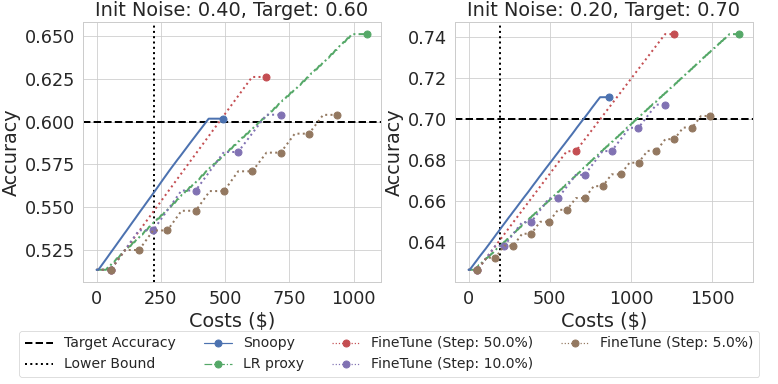 Init Noise: 0.40, Target: 0.60
Init Noise: 0.20, Target: 0.70
Accuracy
0.650
0.625
0.600
0.575
0.550
0.525
0 250 500 750 1000
Costs ($)
Accuracy
0.74
0.72
0.70
0.68
0.66
0.64
0 500 1000 1500
Costs ($)
Target Accuracy
Lower Bound
Snoopy
LR proxy
FineTune (Step: 50.0%)
FineTune (Step: 10.0%)
FineTune (Step: 5.0%)